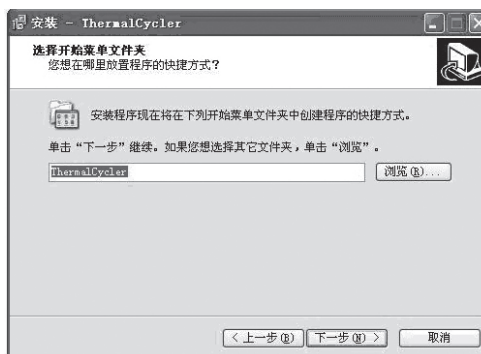 安装 - ThermalCycler
选择开始菜单文件夹
您想在哪里放置程序的快捷方式?
安装程序现在将在下列开始菜单文件夹中创建程序的快捷方式。
单击“下一步”继续。如果您想选择其它文件夹,单击“浏览”。
ThermalCycler
浏览(R)...
< 上一步(B)
下一步(N) >
取消